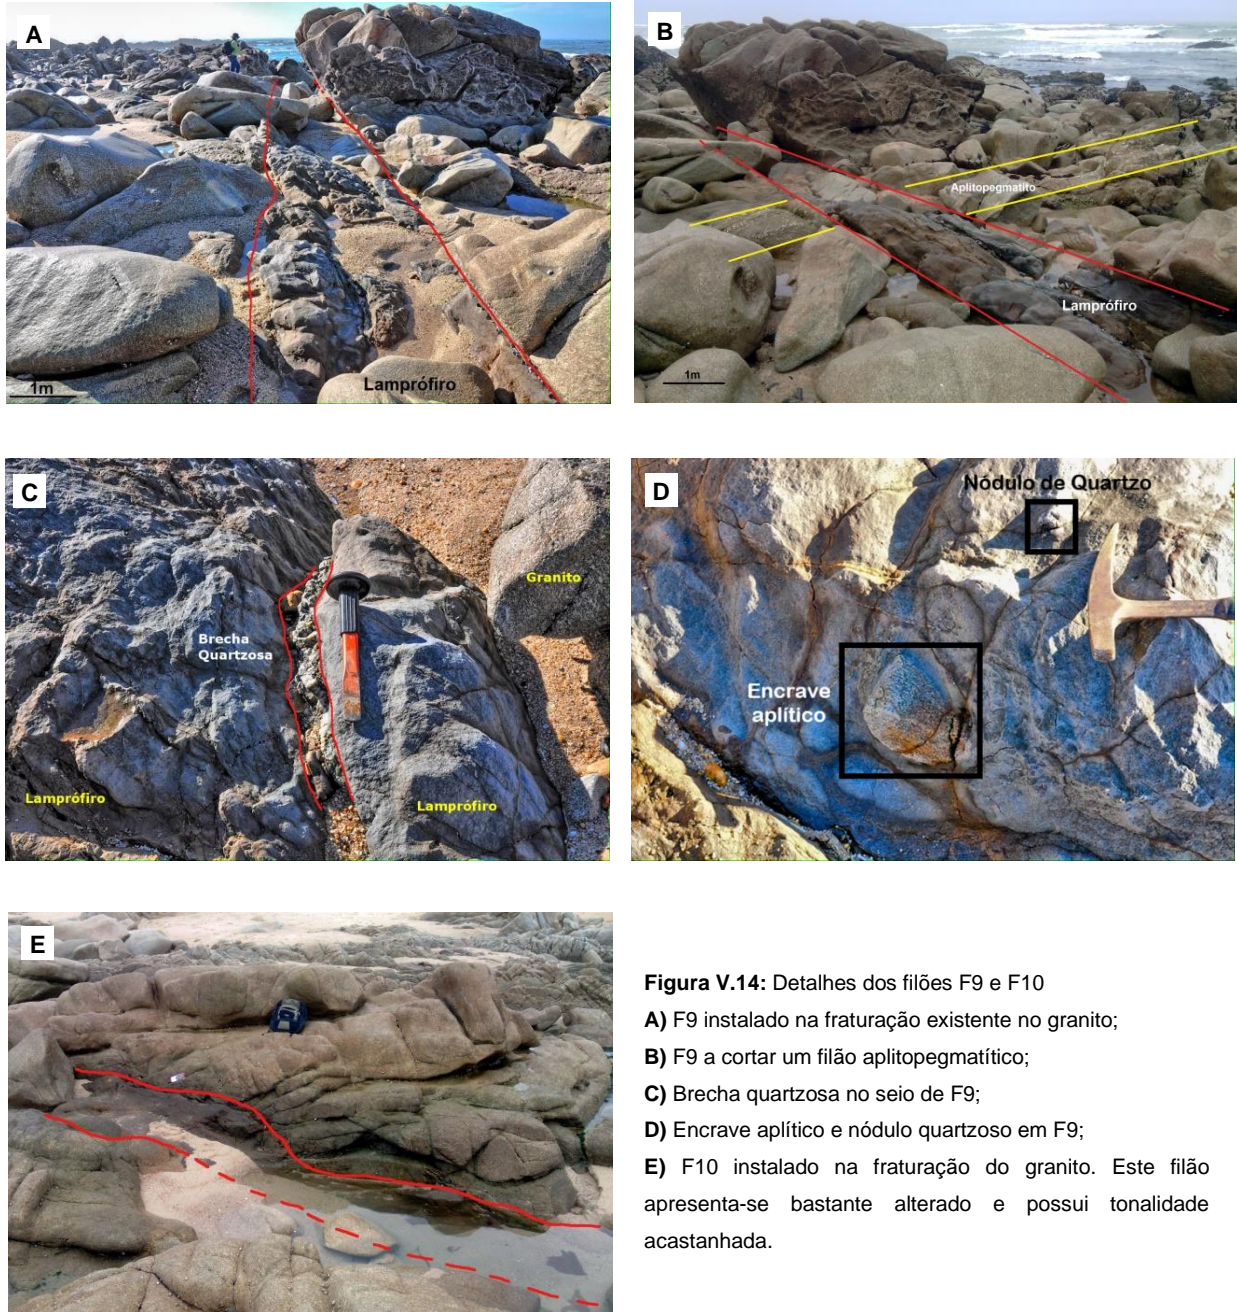 A
1m
Lamprófiro
B
Aplitopegmatito
Lamprófiro
1m
C
Granito
Brecha
Quartzosa
Lamprófiro
Lamprófiro
D
Nódulo de Quartzo
Encrave
aplítico
E
Figura V.14: Detalhes dos filões F9 e F10
A) F9 instalado na fraturação existente no granito;
B) F9 a cortar um filão aplitopegmatítico;
C) Brecha quartzosa no seio de F9;
D) Encrave aplítico e nódulo quartzoso em F9;
E) F10 instalado na fraturação do granito. Este filão
apresenta-se bastante alterado e possui tonalidade
acastanhada.